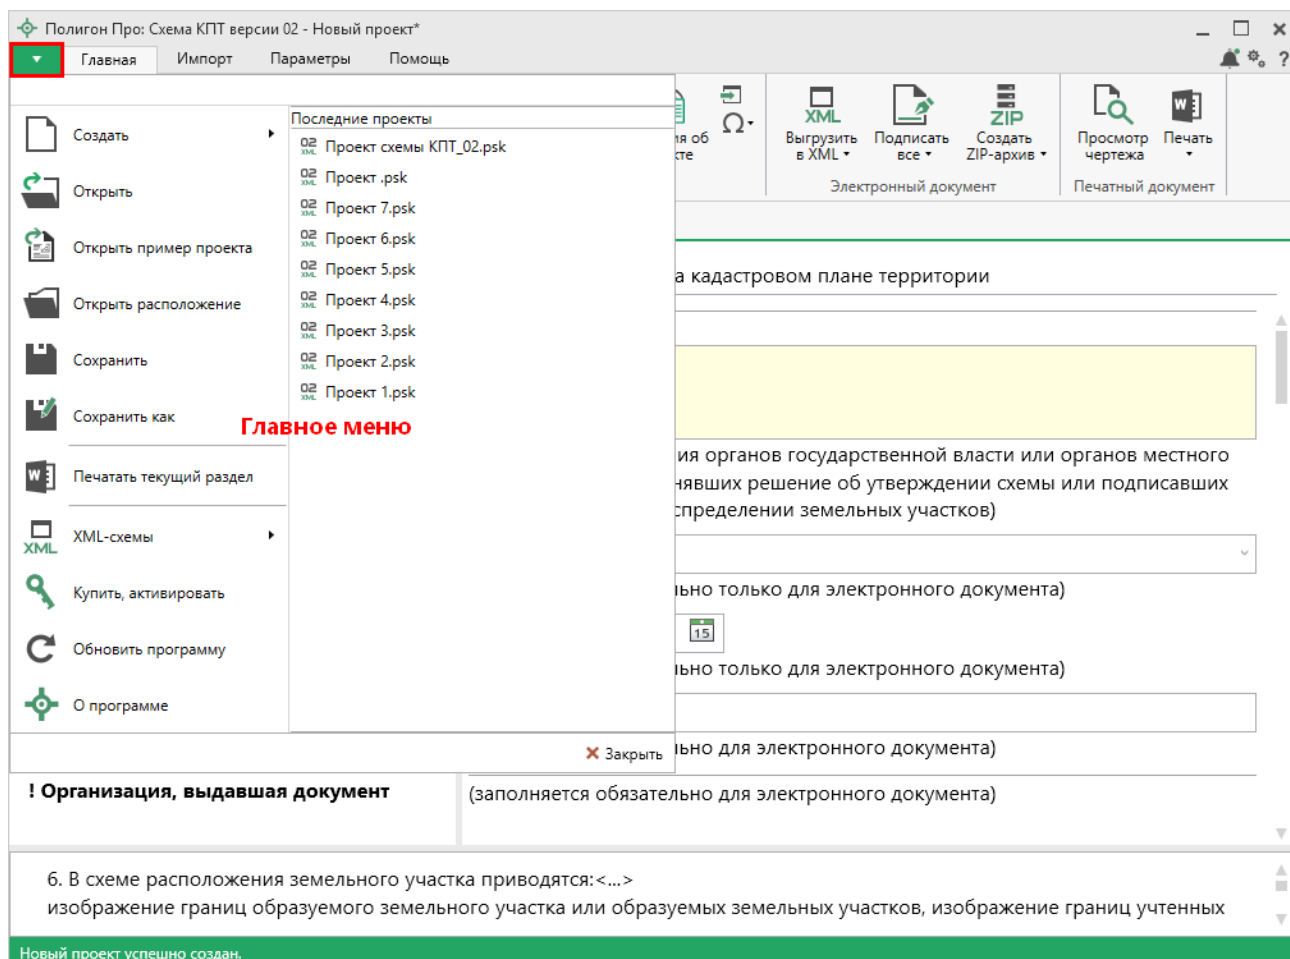 Полигон Про: Схема КПТ версии 02 - Новый проект*
Главная Импорт Параметры Помощь
Создать
Открыть
Открыть пример проекта
Открыть расположение
Сохранить
Сохранить как
Печатать текущий раздел
XML-схемы
Купить, активировать
Обновить программу
О программе
Последние проекты
Проект схемы КПТ_02.psk
Проект .psk
Проект 7.psk
Проект 6.psk
Проект 5.psk
Проект 4.psk
Проект 3.psk
Проект 2.psk
Проект 1.psk
Главное меню
Закрыть
Выгрузить в XML
Подписать все
Создать ZIP-архив
Электронный документ
Просмотр чертежа
Печать
Печатный документ
а кадастровом плане территории
ия органов государственной власти или органов местного
нявших решение об утверждении схемы или подписавших
спределении земельных участков)
ьно только для электронного документа)
15
ьно только для электронного документа)
ьно для электронного документа)
! Организация, выдавшая документ
(заполняется обязательно для электронного документа)
6. В схеме расположения земельного участка приводятся:<...>
изображение границ образуемого земельного участка или образуемых земельных участков, изображение границ учтенных
Новый проект успешно создан.